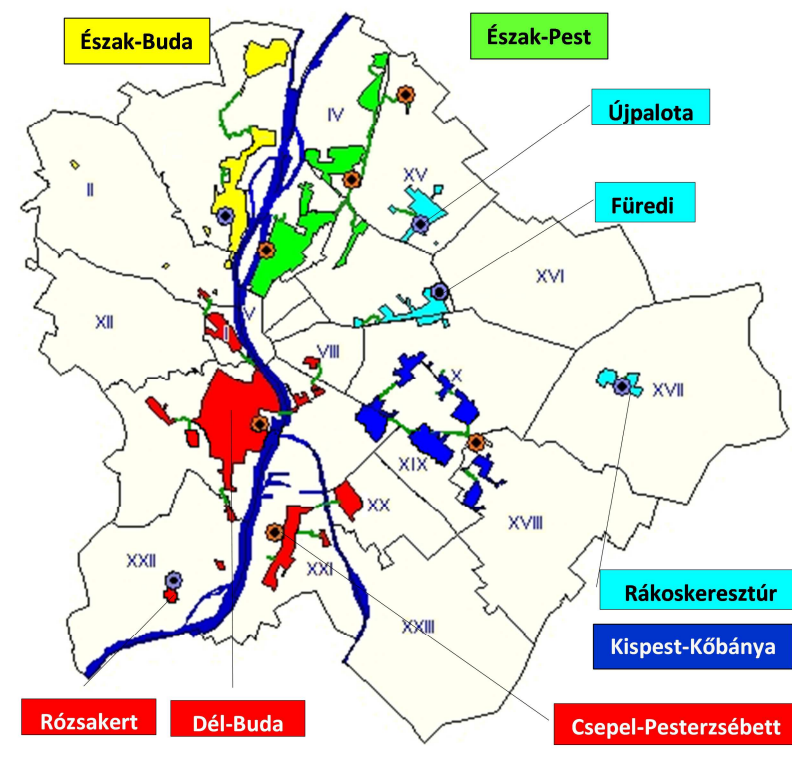 Észak-Buda
Észak-Pest
Újpalota
IV
XV
II
Füredi
XVI
XII
V
I
VIII
X
XVII
XIX
XX
XVIII
XXII
XXI
Rákoskeresztúr
XXIII
Kispest-Kőbánya
Rózsakert
Dél-Buda
Csepel-Pesterzsébett